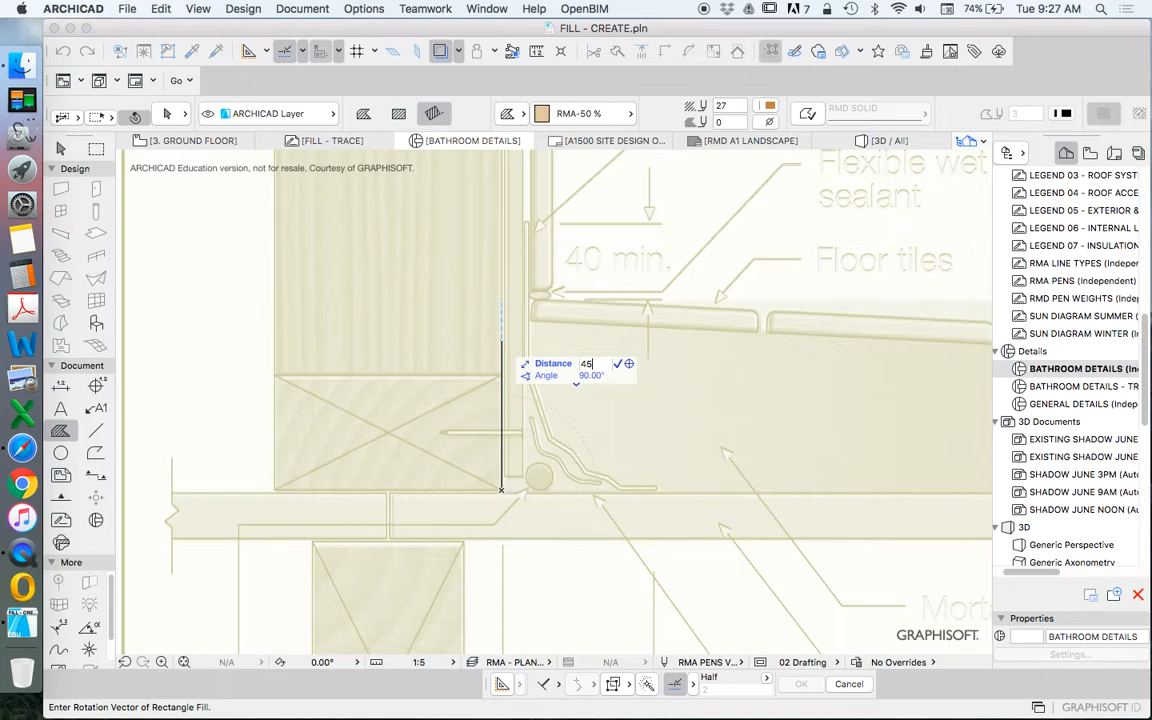 ARCHICAD File Edit View Design Document Options Teamwork Window Help OpenBIM 7 74% Tue 9:27 AM
FILL - CREATE.pln
Go
ARCHICAD Layer RMA-50 % 27 0 RMD SOLID 3
[3. GROUND FLOOR] [FILL - TRACE] [BATHROOM DETAILS] [A1500 SITE DESIGN O... [RMD A1 LANDSCAPE] [3D / All]
ARCHICAD Education version, not for resale. Courtesy of GRAPHISOFT.
Design
Document
More
A
A1
Flexible wet
sealant
40 min.
Floor tiles
Distance 45
Angle 90.00°
Mort
GRAPHISOFT.
LEGEND 03 - ROOF SYST
LEGEND 04 - ROOF ACCE
LEGEND 05 - EXTERIOR &
LEGEND 06 - INTERNAL L
LEGEND 07 - INSULATION
RMA LINE TYPES (Indepen
RMA PENS (Independent)
RMD PEN WEIGHTS (Indep
SUN DIAGRAM SUMMER (
SUN DIAGRAM WINTER (In
Details
BATHROOM DETAILS (In
BATHROOM DETAILS - TR
GENERAL DETAILS (Indep
3D Documents
EXISTING SHADOW JUNE
EXISTING SHADOW JUNE
SHADOW JUNE 3PM (Auto
SHADOW JUNE 9AM (Auto
SHADOW JUNE NOON (Au
3D
Generic Perspective
Generic Axonometry
Properties
BATHROOM DETAILS
Settings...
N/A 0.00° 1:5 RMA - PLAN... N/A RMA PENS V... 02 Drafting No Overrides
Half
2
OK Cancel
Enter Rotation Vector of Rectangle Fill.
GRAPHISOFT ID